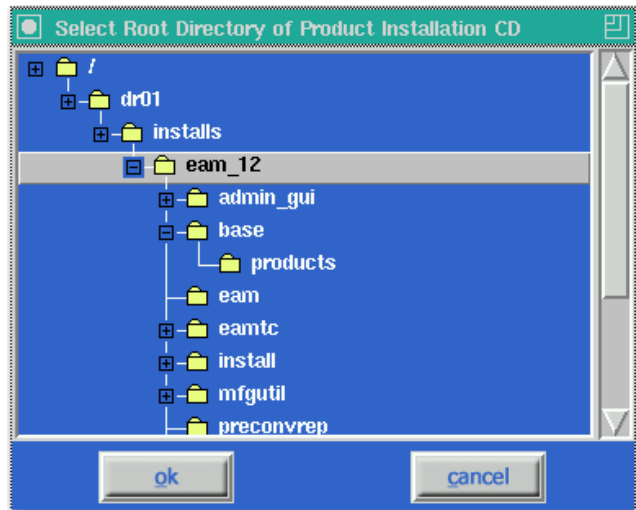 Select Root Directory of Product Installation CD
/
dr01
installs
eam_12
admin_gui
base
products
eam
eamtc
install
mfgutil
preconvrep
ok
cancel